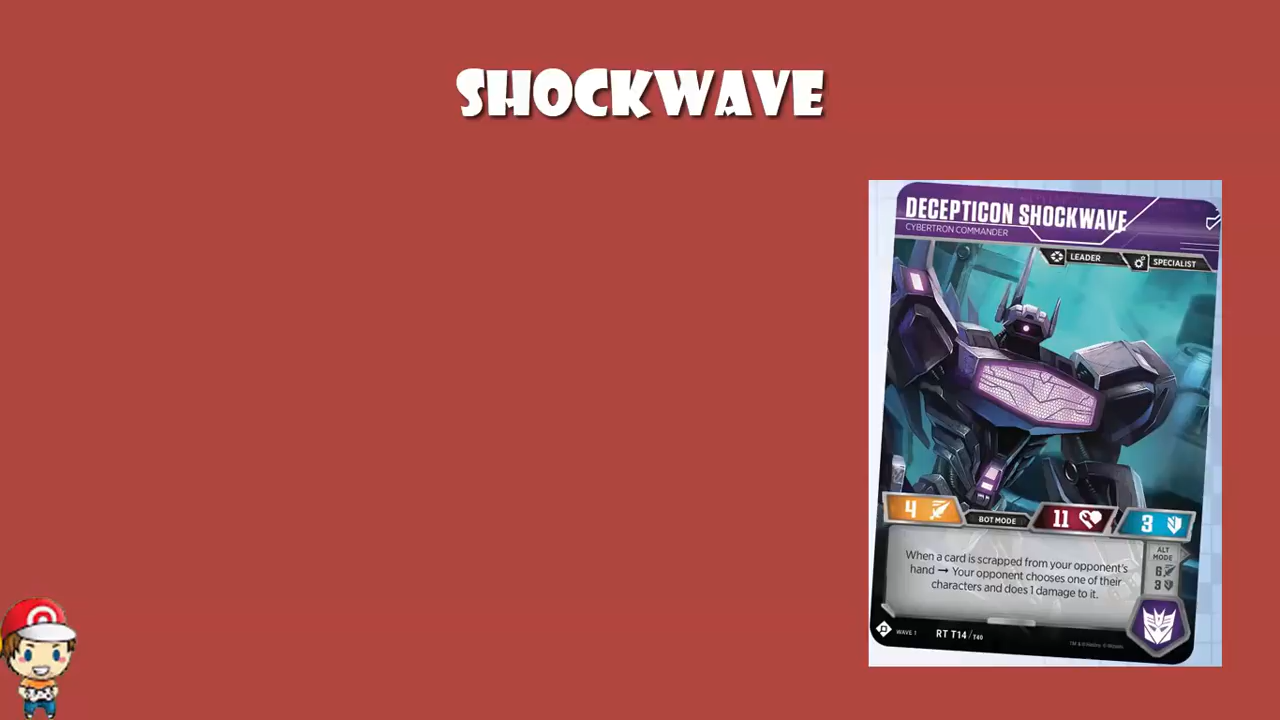 SHOCKWAVE
DECEPTICON SHOCKWAVE
CYBERTRON COMMANDER
LEADER
SPECIALIST
4
BOT MODE
11
3
When a card is scrapped from your opponent's
hand → Your opponent chooses one of their
characters and does 1 damage to it.
ALT
MODE
6
3
WAVE 1
RT T14/T40